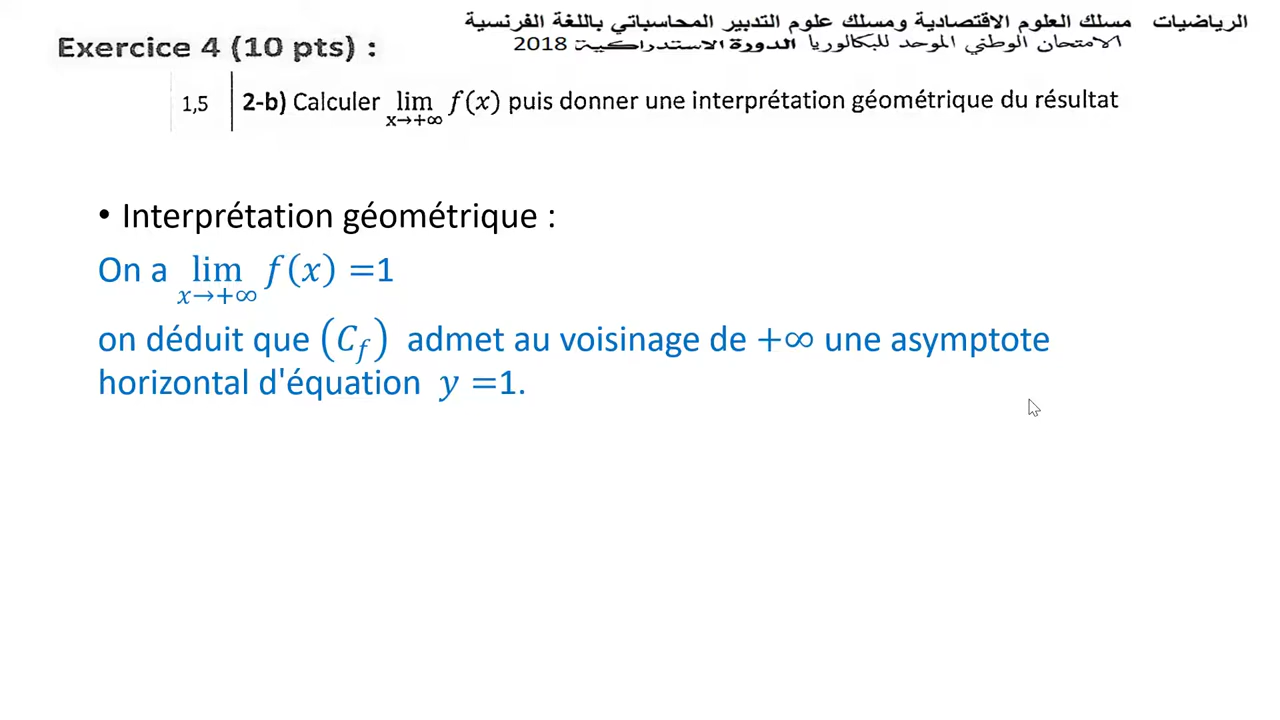 الرياضيات مسلك العلوم الاقتصادية ومسلك علوم التدبير المحاسباتي باللغة الفرنسية
الامتحان الوطني الموحد للبكالوريا الدورة الاستدراكية 2018
Exercice 4 (10 pts) :
1,5 2-b) Calculer lim x→+∞ f(x) puis donner une interprétation géométrique du résultat
• Interprétation géométrique :
On a lim x→+∞ f(x) =1
on déduit que (C_f) admet au voisinage de +∞ une asymptote
horizontal d'équation y =1.